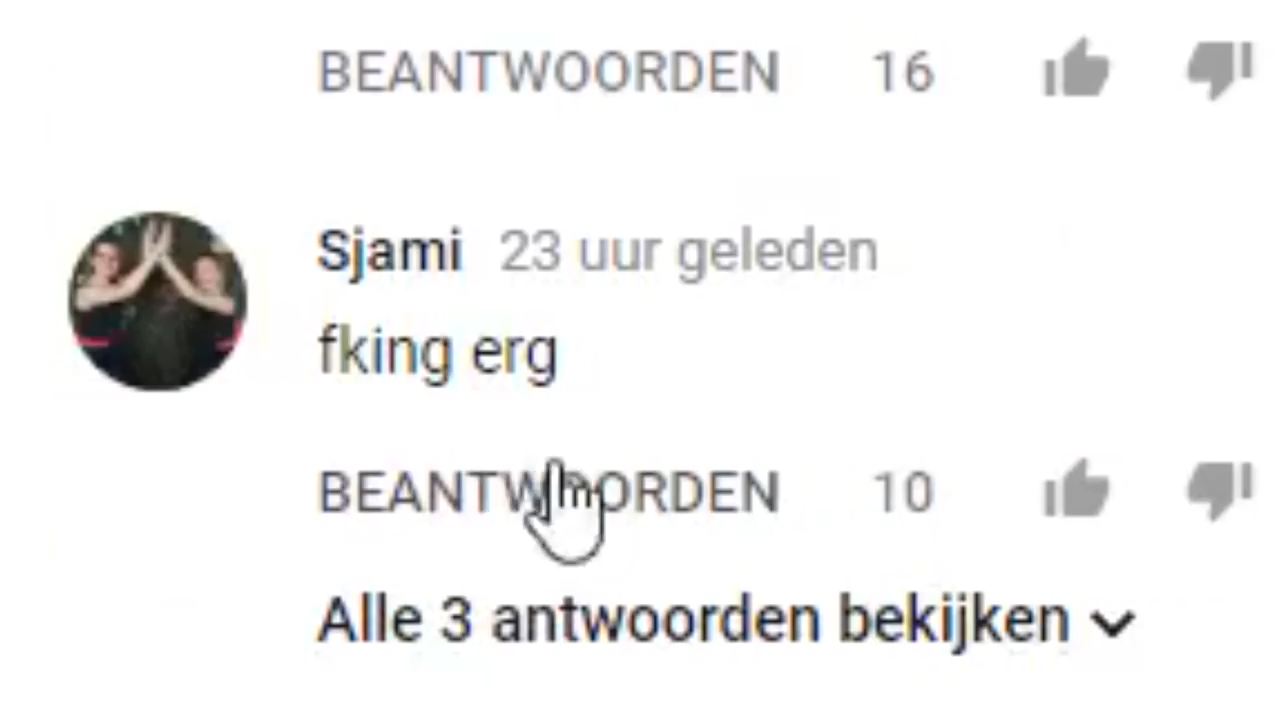 BEANTWOORDEN 16
Sjami 23 uur geleden
fking erg
BEANTWOORDEN 10
Alle 3 antwoorden bekijken